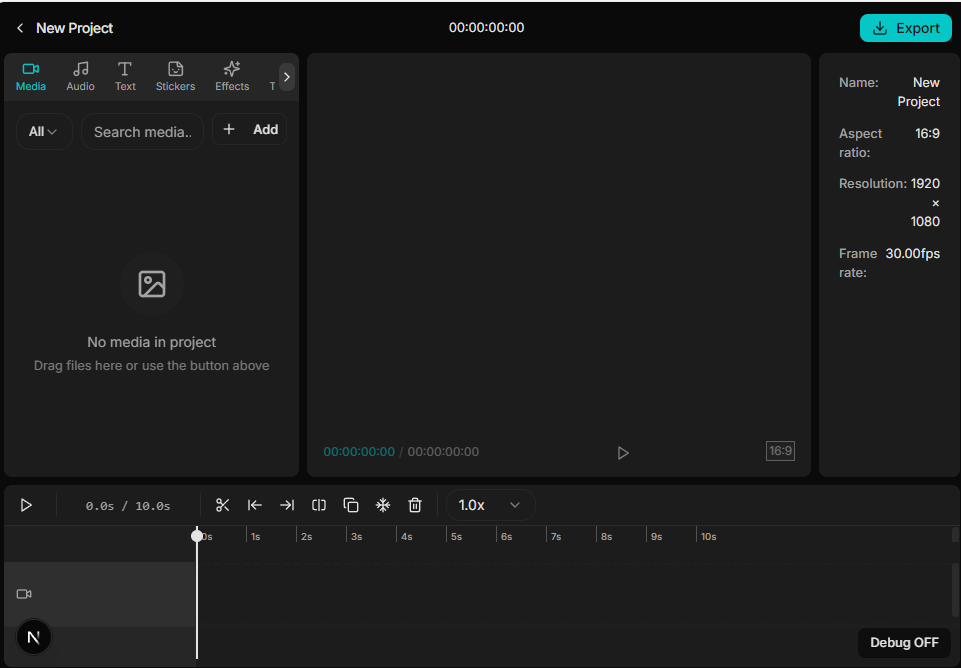 New Project
00:00:00:00
Export
Media
Audio
Text
Stickers
Effects
T
All
Search media..
+ Add
No media in project
Drag files here or use the button above
00:00:00:00 / 00:00:00:00
16:9
Name: New
Project
Aspect 16:9
ratio:
Resolution: 1920
×
1080
Frame 30.00fps
rate:
0.0s / 10.0s
1.0x
0s
1s
2s
3s
4s
5s
6s
7s
8s
9s
10s
N
Debug OFF